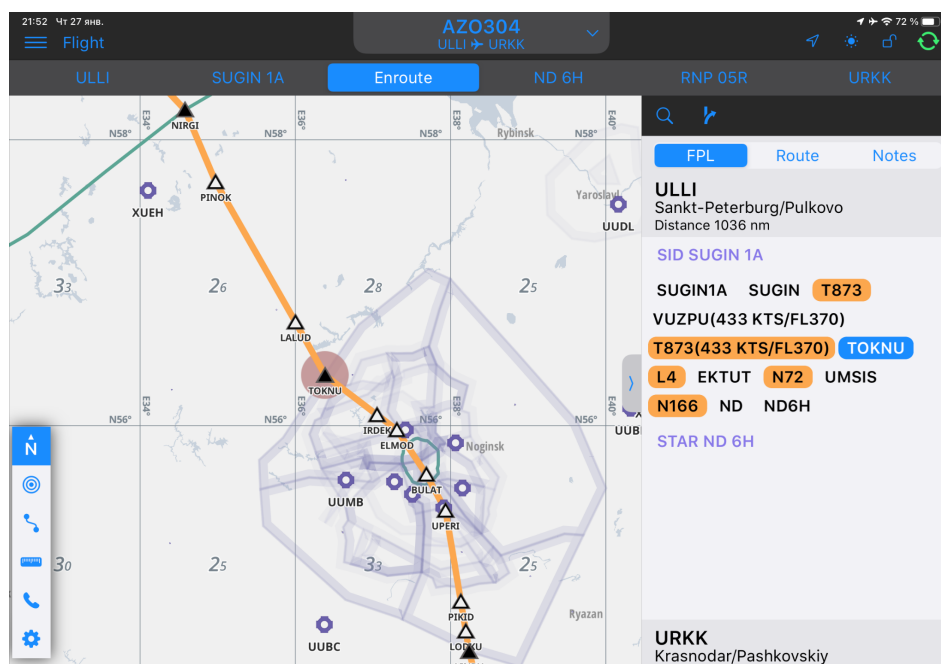 21:52 Чт 27 янв.
72 %
Flight
AZO304
ULLI ✈ URKK
ULLI
SUGIN 1A
Enroute
ND 6H
RNP 05R
URKK
E34°
E36°
E38°
E40°
NIRGI
N58°
N58°
N58°
Rybinsk
N58°
FPL
Route
Notes
PINOK
XUEH
Yaroslavl
UUDL
ULLI
Sankt-Peterburg/Pulkovo
Distance 1036 nm
SID SUGIN 1A
33
26
28
25
SUGIN1A SUGIN T873
VUZPU(433 KTS/FL370)
T873(433 KTS/FL370) TOKNU
L4 EKTUT N72 UMSIS
N166 ND ND6H
STAR ND 6H
LALUD
TOKNU
E34°
E36°
E38°
E40°
N56°
N56°
N56°
N56°
IRDEK
ELMOD
Noginsk
UUB
N
BULAT
UUMB
UPERI
30
25
33
25
PIKID
Ryazan
UUBC
LODKU
URKK
Krasnodar/Pashkovskiy